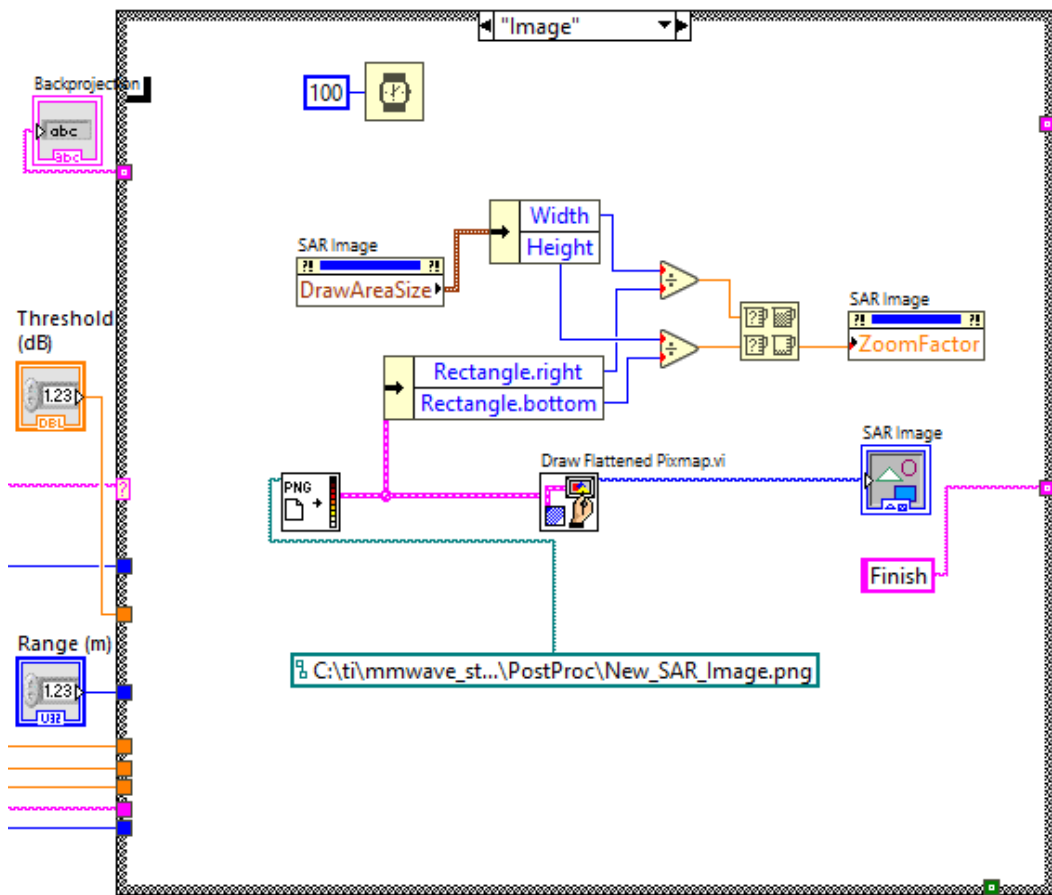 "Image"
Backprojection
abc
abc
100
Width
Height
SAR Image
DrawAreaSize
SAR Image
ZoomFactor
Threshold
(dB)
1.23
DBL
Rectangle.right
Rectangle.bottom
SAR Image
Draw Flattened Pixmap.vi
PNG
Finish
Range (m)
1.23
U32
C:\ti\mmwave_st...\PostProc\New_SAR_Image.png